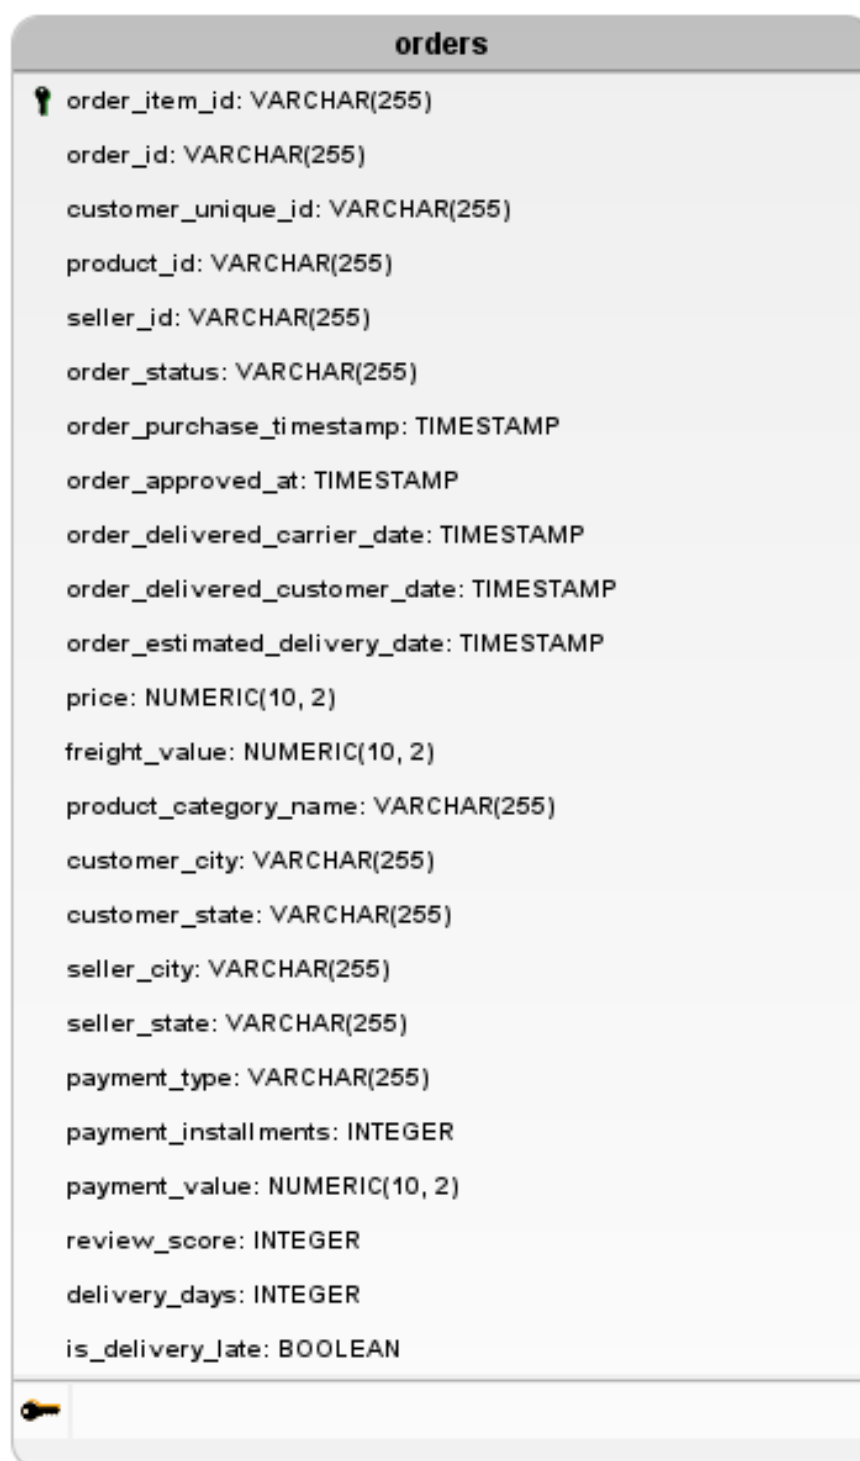 orders
order_item_id: VARCHAR(255)
order_id: VARCHAR(255)
customer_unique_id: VARCHAR(255)
product_id: VARCHAR(255)
seller_id: VARCHAR(255)
order_status: VARCHAR(255)
order_purchase_timestamp: TIMESTAMP
order_approved_at: TIMESTAMP
order_delivered_carrier_date: TIMESTAMP
order_delivered_customer_date: TIMESTAMP
order_estimated_delivery_date: TIMESTAMP
price: NUMERIC(10, 2)
freight_value: NUMERIC(10, 2)
product_category_name: VARCHAR(255)
customer_city: VARCHAR(255)
customer_state: VARCHAR(255)
seller_city: VARCHAR(255)
seller_state: VARCHAR(255)
payment_type: VARCHAR(255)
payment_installments: INTEGER
payment_value: NUMERIC(10, 2)
review_score: INTEGER
delivery_days: INTEGER
is_delivery_late: BOOLEAN